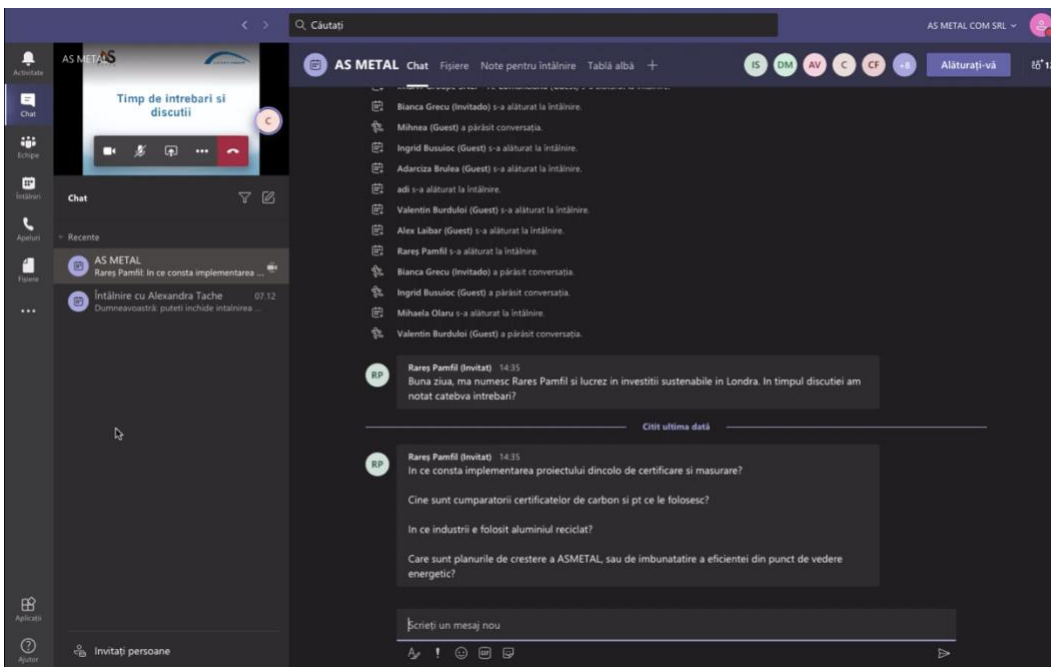 Căutați
AS METAL COM SRL
Activitate
Chat
Echipe
Întâlniri
Apeluri
Fișiere
Aplicații
Ajutor
AS METAL
Timp de intrebari si
discutii
C
Chat
Recente
AS METAL
Rareș Pamfil: In ce consta implementarea ...
Întâlnire cu Alexandra Tache 07.12
Dumneavoastră: puteti inchide intalnirea ...
Invitați persoane
AS METAL Chat Fișiere Note pentru întâlnire Tablă albă
IS DM AV C CF +8 Alăturați-vă
Bianca Grecu (Invitado) s-a alăturat la întâlnire.
Mihnea (Guest) a părăsit conversația.
Ingrid Busuioc (Guest) s-a alăturat la întâlnire.
Adarciza Brulea (Guest) s-a alăturat la întâlnire.
adi s-a alăturat la întâlnire.
Valentin Burduloi (Guest) s-a alăturat la întâlnire.
Alex Laibar (Guest) s-a alăturat la întâlnire.
Rareș Pamfil s-a alăturat la întâlnire.
Bianca Grecu (Invitado) a părăsit conversația.
Ingrid Busuioc (Guest) a părăsit conversația.
Mihaela Olaru s-a alăturat la întâlnire.
Valentin Burduloi (Guest) a părăsit conversația.
RP
Rareș Pamfil (Invitat) 14:35
Buna ziua, ma numesc Rares Pamfil si lucrez in investitii sustenabile in Londra. In timpul discutiei am
notat catebva intrebari?
Citit ultima dată
RP
Rareș Pamfil (Invitat) 14:35
In ce consta implementarea proiectului dincolo de certificare si masurare?
Cine sunt cumparatorii certificatelor de carbon si pt ce le folosesc?
In ce industrii e folosit aluminiul reciclat?
Care sunt planurile de crestere a ASMETAL, sau de imbunatatire a eficientei din punct de vedere
energetic?
Scrieți un mesaj nou
GIF